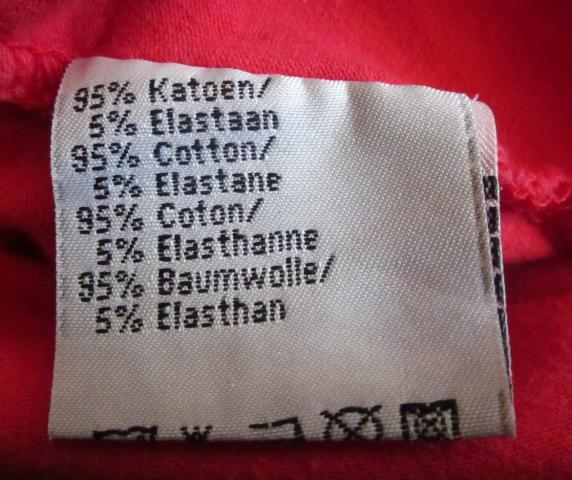 95% Katoen/
5% Elastaan
95% Cotton/
5% Elastane
95% Coton/
5% Elasthanne
95% Baumwolle/
5% Elasthan